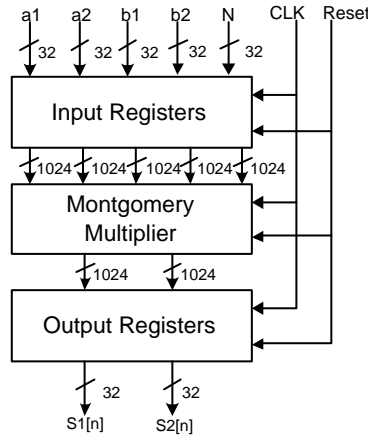 a1 a2 b1 b2 N CLK Reset
32 32 32 32 32
Input Registers
1024 1024 1024 1024 1024
Montgomery
Multiplier
1024 1024
Output Registers
32 32
S1[n] S2[n]